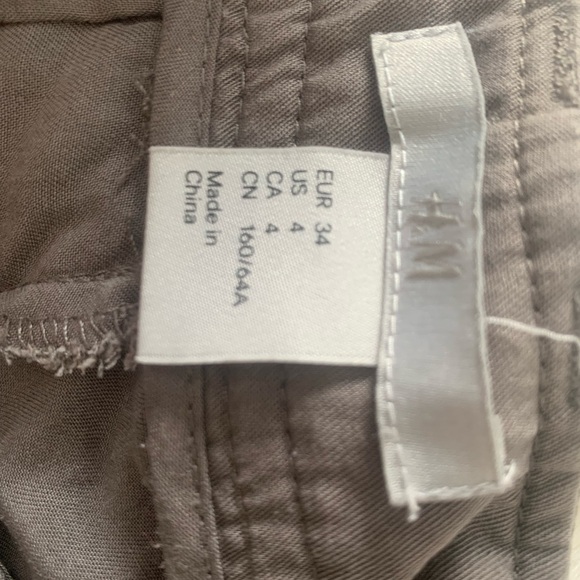 H&M
EUR 34
US 4
CA 4
CN 160/64A
Made in
China